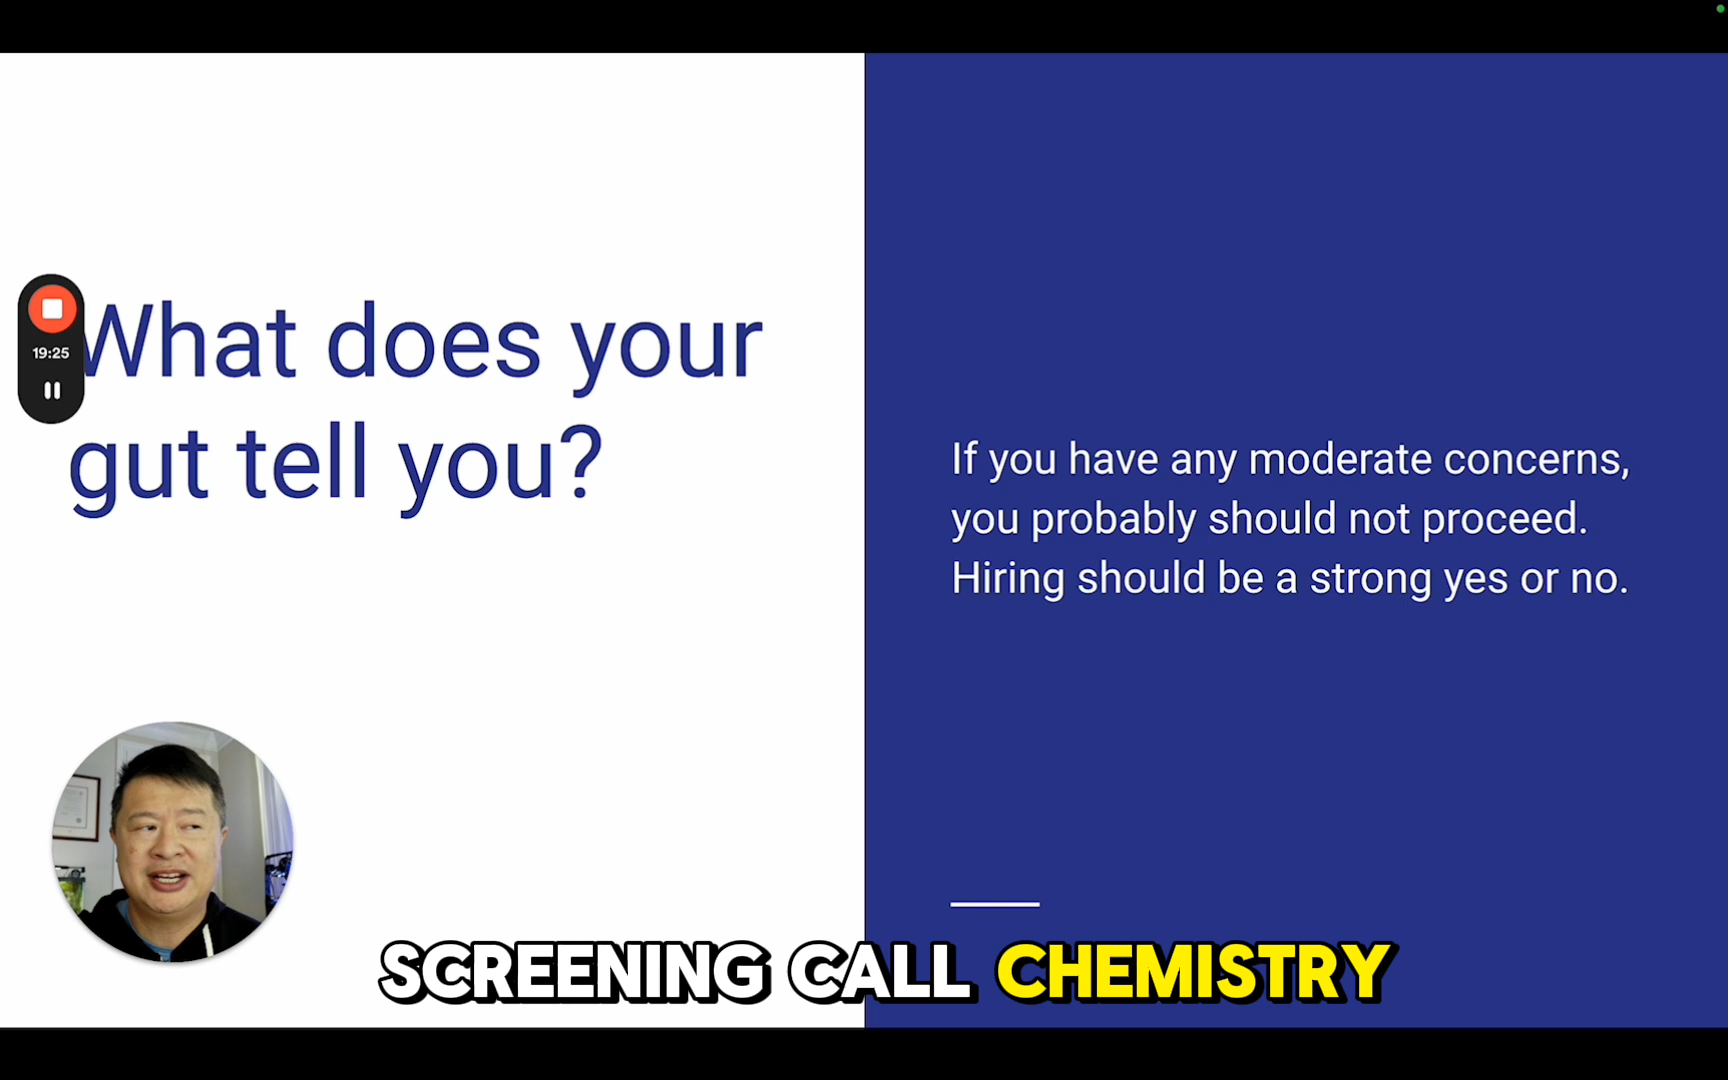 What does your
gut tell you?
19:25
If you have any moderate concerns,
you probably should not proceed.
Hiring should be a strong yes or no.
SCREENING CALL CHEMISTRY